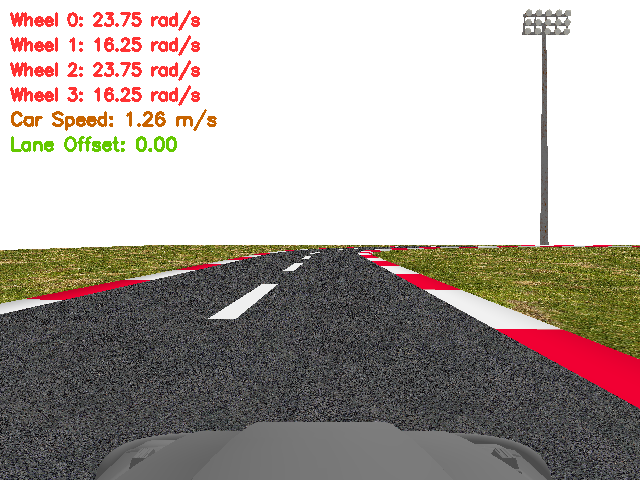 Wheel 0: 23.75 rad/s
Wheel 1: 16.25 rad/s
Wheel 2: 23.75 rad/s
Wheel 3: 16.25 rad/s
Car Speed: 1.26 m/s
Lane Offset: 0.00